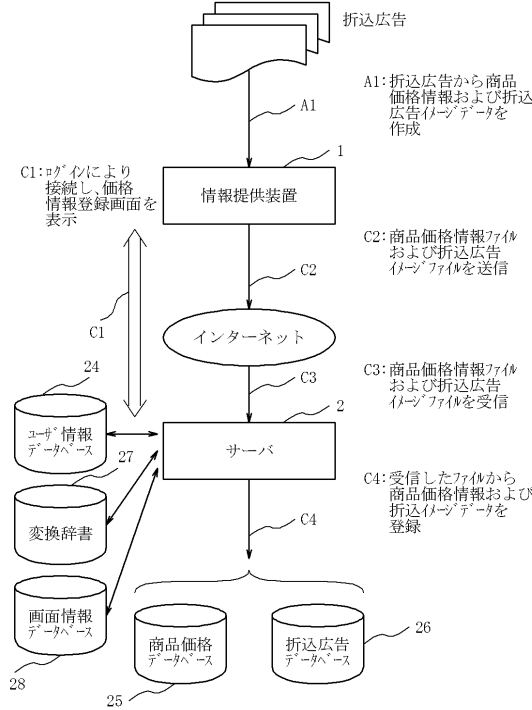 折込広告
A1
A1:折込広告から商品
価格情報および折込
広告ｲﾒｰｼﾞﾃﾞｰﾀを
作成
1
情報提供装置
C1:ﾛｸﾞｲﾝにより
接続し、価格
情報登録画面を
表示
C2
C2:商品価格情報ﾌｧｲﾙ
および折込広告
ｲﾒｰｼﾞﾌｧｲﾙを送信
インターネット
C1
C3
C3:商品価格情報ﾌｧｲﾙ
および折込広告
ｲﾒｰｼﾞﾌｧｲﾙを受信
24
2
ﾕｰｻﾞ情報
ﾃﾞｰﾀﾍﾞｰｽ
サーバ
27
変換辞書
C4
C4:受信したﾌｧｲﾙから
商品価格情報および
折込ｲﾒｰｼﾞﾃﾞｰﾀを
登録
画面情報
ﾃﾞｰﾀﾍﾞｰｽ
28
商品価格
ﾃﾞｰﾀﾍﾞｰｽ
25
折込広告
ﾃﾞｰﾀﾍﾞｰｽ
26